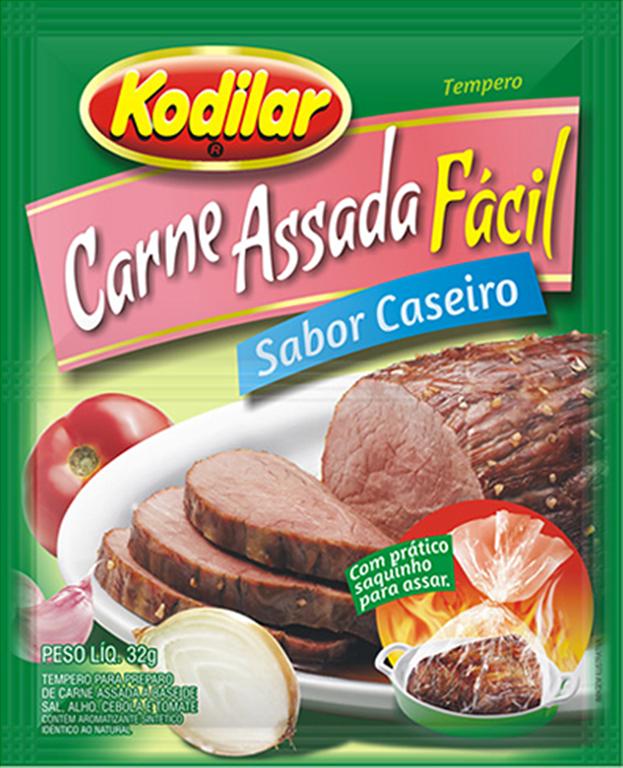 Kodilar
®
Tempero
Carne Assada Fácil
Sabor Caseiro
Com prático
saquinho
para assar.
PESO LÍQ. 32g
TEMPERO PARA PREPARO
DE CARNE ASSADA A BASE DE
SAL, ALHO, CEBOLA E TOMATE
CONTÉM AROMATIZANTE SINTÉTICO
IDÊNTICO AO NATURAL